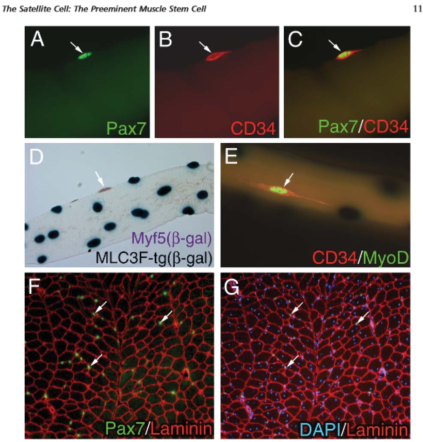 The Satellite Cell: The Preeminent Muscle Stem Cell 11
A B C
Pax7 CD34 Pax7/CD34
D E
Myf5(β-gal)
MLC3F-tg(β-gal) CD34/MyoD
F G
Pax7/Laminin DAPI/Laminin